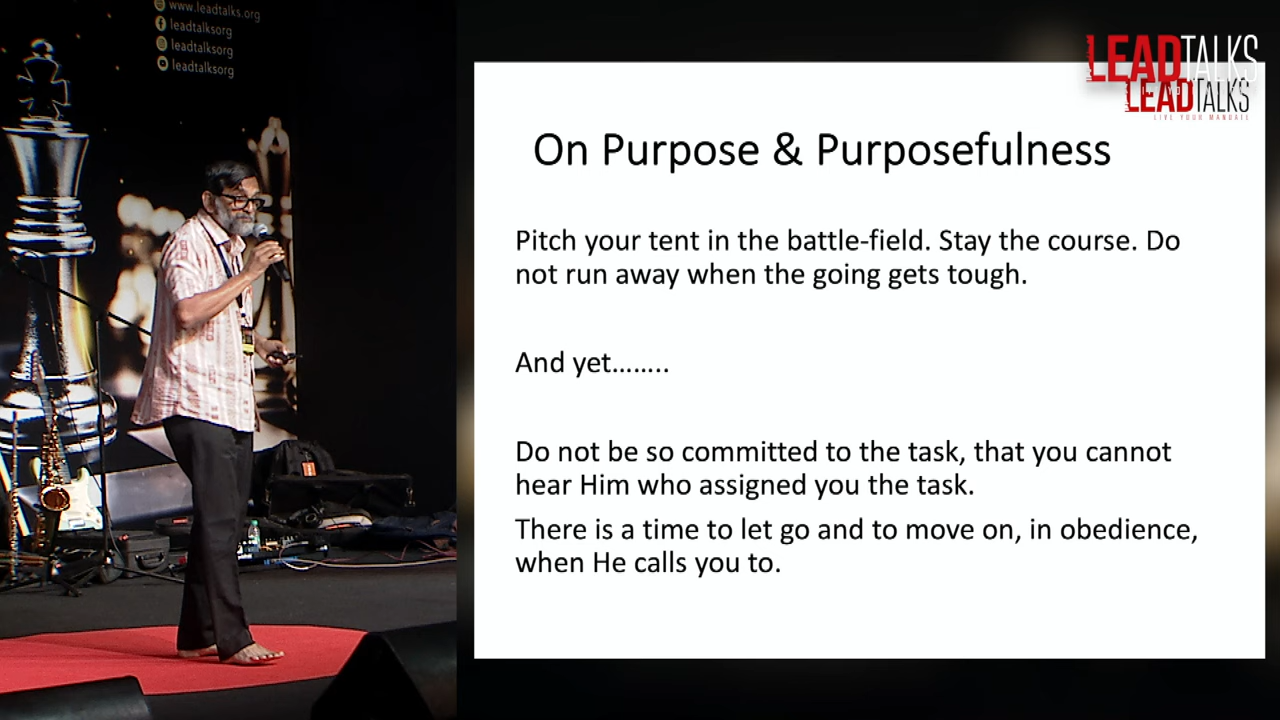 www.leadtalks.org
leadtalksorg
leadtalksorg
leadtalksorg
LEADTALKS
LEADTALKS
LIVE YOUR MANDATE
On Purpose & Purposefulness
Pitch your tent in the battle-field. Stay the course. Do
not run away when the going gets tough.
And yet……..
Do not be so committed to the task, that you cannot
hear Him who assigned you the task.
There is a time to let go and to move on, in obedience,
when He calls you to.